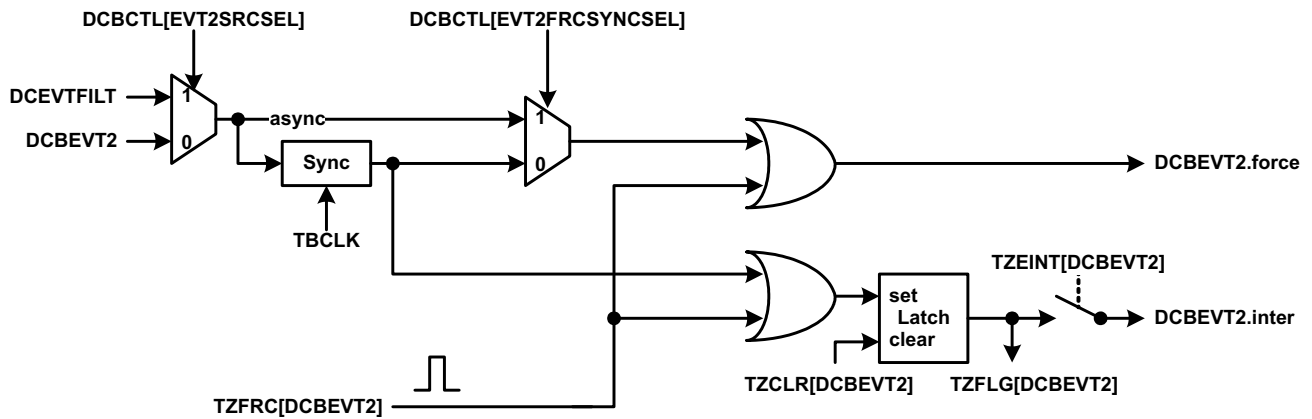 DCBCTL[EVT2SRCSEL]
DCBCTL[EVT2FRCSYNCSEL]
DCEVTFILT
1
async
1
DCBEVT2
0
Sync
0
DCBEVT2.force
TBCLK
TZEINT[DCBEVT2]
set
Latch
DCBEVT2.inter
clear
TZCLR[DCBEVT2]
TZFLG[DCBEVT2]
TZFRC[DCBEVT2]